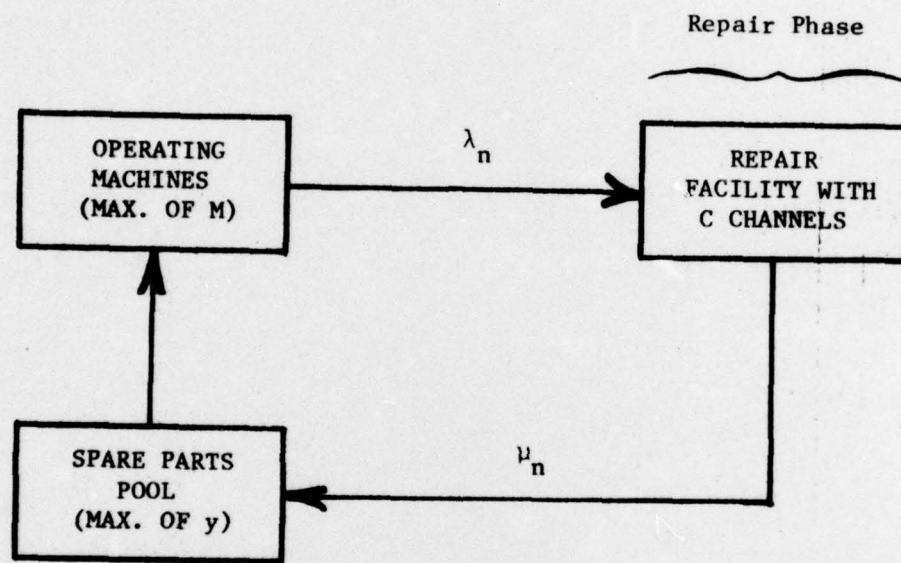 Repair Phase
OPERATING
MACHINES
(MAX. OF M)
λn
REPAIR
FACILITY WITH
C CHANNELS
SPARE PARTS
POOL
(MAX. OF y)
μn